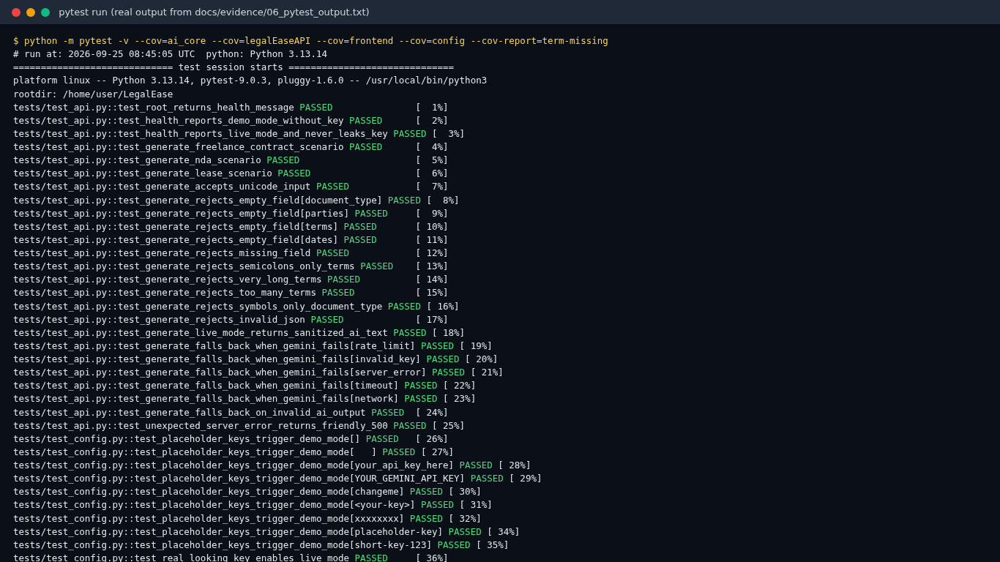 pytest run (real output from docs/evidence/06_pytest_output.txt)
$ python -m pytest -v --cov=ai_core --cov=legalEaseAPI --cov=frontend --cov=config --cov-report=term-missing
# run at: 2026-09-25 08:45:05 UTC  python: Python 3.13.14
============================= test session starts ==============================
platform linux -- Python 3.13.14, pytest-9.0.3, pluggy-1.6.0 -- /usr/local/bin/python3
rootdir: /home/user/LegalEase
tests/test_api.py::test_root_returns_health_message PASSED               [  1%]
tests/test_api.py::test_health_reports_demo_mode_without_key PASSED      [  2%]
tests/test_api.py::test_health_reports_live_mode_and_never_leaks_key PASSED [  3%]
tests/test_api.py::test_generate_freelance_contract_scenario PASSED      [  4%]
tests/test_api.py::test_generate_nda_scenario PASSED                     [  5%]
tests/test_api.py::test_generate_lease_scenario PASSED                   [  6%]
tests/test_api.py::test_generate_accepts_unicode_input PASSED            [  7%]
tests/test_api.py::test_generate_rejects_empty_field[document_type] PASSED [  8%]
tests/test_api.py::test_generate_rejects_empty_field[parties] PASSED     [  9%]
tests/test_api.py::test_generate_rejects_empty_field[terms] PASSED       [ 10%]
tests/test_api.py::test_generate_rejects_empty_field[dates] PASSED       [ 11%]
tests/test_api.py::test_generate_rejects_missing_field PASSED            [ 12%]
tests/test_api.py::test_generate_rejects_semicolons_only_terms PASSED    [ 13%]
tests/test_api.py::test_generate_rejects_very_long_terms PASSED          [ 14%]
tests/test_api.py::test_generate_rejects_too_many_terms PASSED           [ 15%]
tests/test_api.py::test_generate_rejects_symbols_only_document_type PASSED [ 16%]
tests/test_api.py::test_generate_rejects_invalid_json PASSED             [ 17%]
tests/test_api.py::test_generate_live_mode_returns_sanitized_ai_text PASSED [ 18%]
tests/test_api.py::test_generate_falls_back_when_gemini_fails[rate_limit] PASSED [ 19%]
tests/test_api.py::test_generate_falls_back_when_gemini_fails[invalid_key] PASSED [ 20%]
tests/test_api.py::test_generate_falls_back_when_gemini_fails[server_error] PASSED [ 21%]
tests/test_api.py::test_generate_falls_back_when_gemini_fails[timeout] PASSED [ 22%]
tests/test_api.py::test_generate_falls_back_when_gemini_fails[network] PASSED [ 23%]
tests/test_api.py::test_generate_falls_back_on_invalid_ai_output PASSED  [ 24%]
tests/test_api.py::test_unexpected_server_error_returns_friendly_500 PASSED [ 25%]
tests/test_config.py::test_placeholder_keys_trigger_demo_mode[] PASSED   [ 26%]
tests/test_config.py::test_placeholder_keys_trigger_demo_mode[   ] PASSED [ 27%]
tests/test_config.py::test_placeholder_keys_trigger_demo_mode[your_api_key_here] PASSED [ 28%]
tests/test_config.py::test_placeholder_keys_trigger_demo_mode[YOUR_GEMINI_API_KEY] PASSED [ 29%]
tests/test_config.py::test_placeholder_keys_trigger_demo_mode[changeme] PASSED [ 30%]
tests/test_config.py::test_placeholder_keys_trigger_demo_mode[<your-key>] PASSED [ 31%]
tests/test_config.py::test_placeholder_keys_trigger_demo_mode[xxxxxxxx] PASSED [ 32%]
tests/test_config.py::test_placeholder_keys_trigger_demo_mode[placeholder-key] PASSED [ 34%]
tests/test_config.py::test_placeholder_keys_trigger_demo_mode[short-key-123] PASSED [ 35%]
tests/test_config.py::test_real_looking_key_enables_live_mode PASSED     [ 36%]